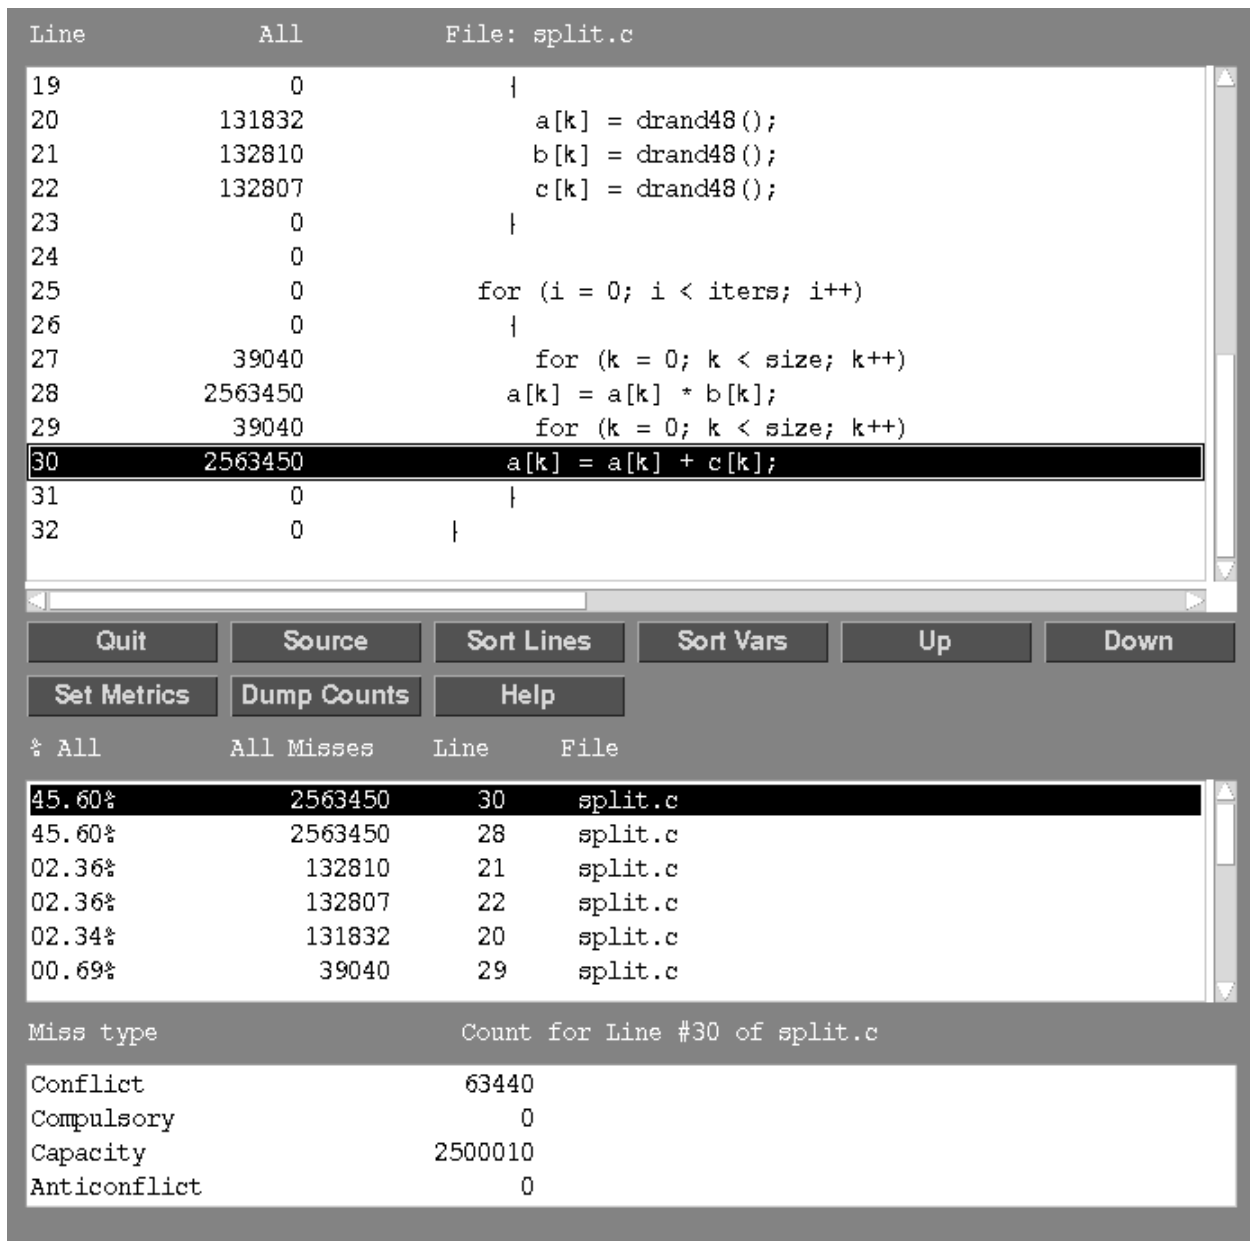 Line All File: split.c
19 0 {
20 131832 a[k] = drand48();
21 132810 b[k] = drand48();
22 132807 c[k] = drand48();
23 0 }
24 0
25 0 for (i = 0; i < iters; i++)
26 0 {
27 39040 for (k = 0; k < size; k++)
28 2563450 a[k] = a[k] * b[k];
29 39040 for (k = 0; k < size; k++)
30 2563450 a[k] = a[k] + c[k];
31 0 }
32 0 }
Quit Source Sort Lines Sort Vars Up Down
Set Metrics Dump Counts Help
% All All Misses Line File
45.60% 2563450 30 split.c
45.60% 2563450 28 split.c
02.36% 132810 21 split.c
02.36% 132807 22 split.c
02.34% 131832 20 split.c
00.69% 39040 29 split.c
Miss type Count for Line #30 of split.c
Conflict 63440
Compulsory 0
Capacity 2500010
Anticonflict 0